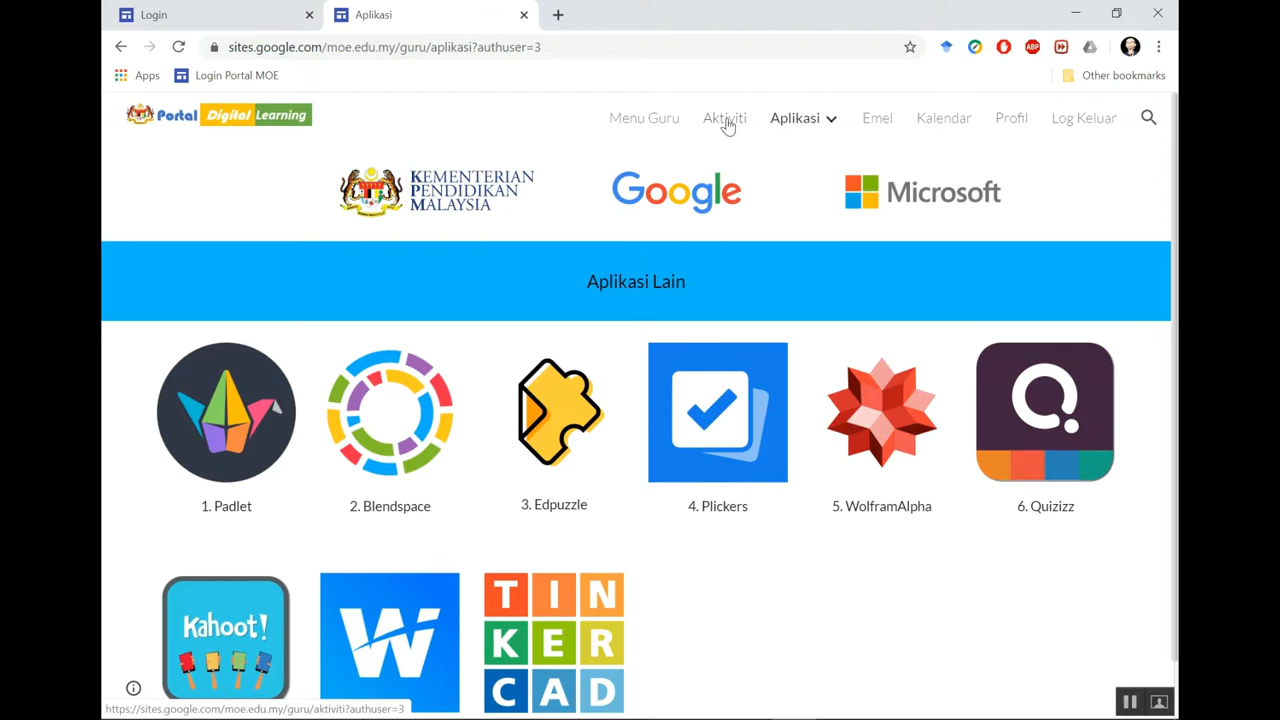 Login
Aplikasi
sites.google.com/moe.edu.my/guru/aplikasi?authuser=3
Apps
Login Portal MOE
Other bookmarks
Portal Digital Learning
Menu Guru
Aktiviti
Aplikasi
Emel
Kalendar
Profil
Log Keluar
KEMENTERIAN
PENDIDIKAN
MALAYSIA
Google
Microsoft
Aplikasi Lain
1. Padlet
2. Blendspace
3. Edpuzzle
4. Plickers
5. WolframAlpha
6. Quizizz
Kahoot!
W
TIN
KER
CAD
https://sites.google.com/moe.edu.my/guru/aktiviti?authuser=3
ABP